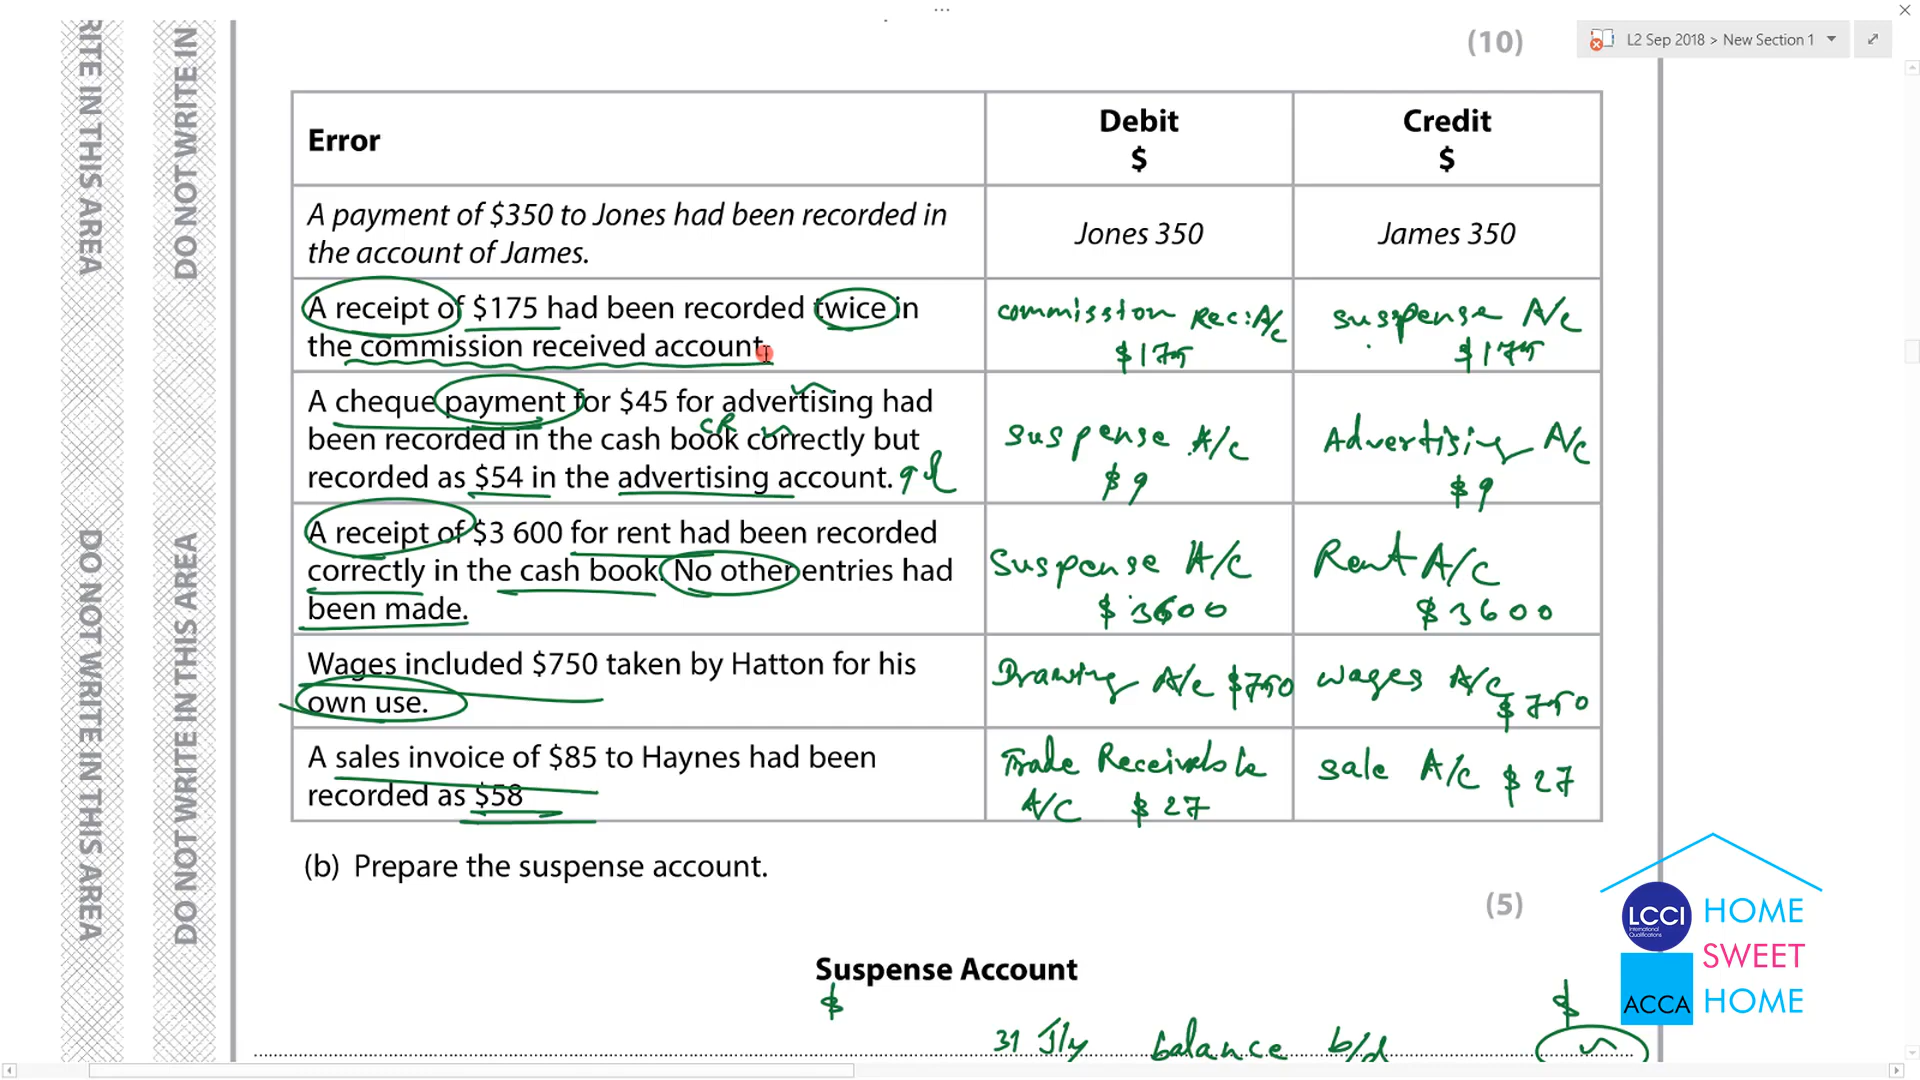 L2 Sep 2018 > New Section 1
(10)
RITE IN THIS AREA
DO NOT WRITE IN
Error
Debit
$
Credit
$
A payment of $350 to Jones had been recorded in
the account of James.
Jones 350
James 350
A receipt of $175 had been recorded twice in
the commission received account.
commission Rec: A/c
$175
suspense A/c
$175
A cheque payment for $45 for advertising had
been recorded in the cash book correctly but
recorded as $54 in the advertising account.
CR
suspense A/c
$9
Advertising A/c
$9
A receipt of $3 600 for rent had been recorded
correctly in the cash book. No other entries had
been made.
Suspense A/C
$3600
Rent A/C
$3600
DO NOT WRITE IN THIS AREA
DO NOT WRITE IN THIS AREA
Wages included $750 taken by Hatton for his
own use.
Drawing A/c $750
wages A/C
$750
A sales invoice of $85 to Haynes had been
recorded as $58
Trade Receivable
A/C $27
sale A/C $27
(b) Prepare the suspense account.
(5)
Suspense Account
$
$
31 Jly balance b/d
LCCI
International
Qualifications
ACCA
HOME
SWEET
HOME